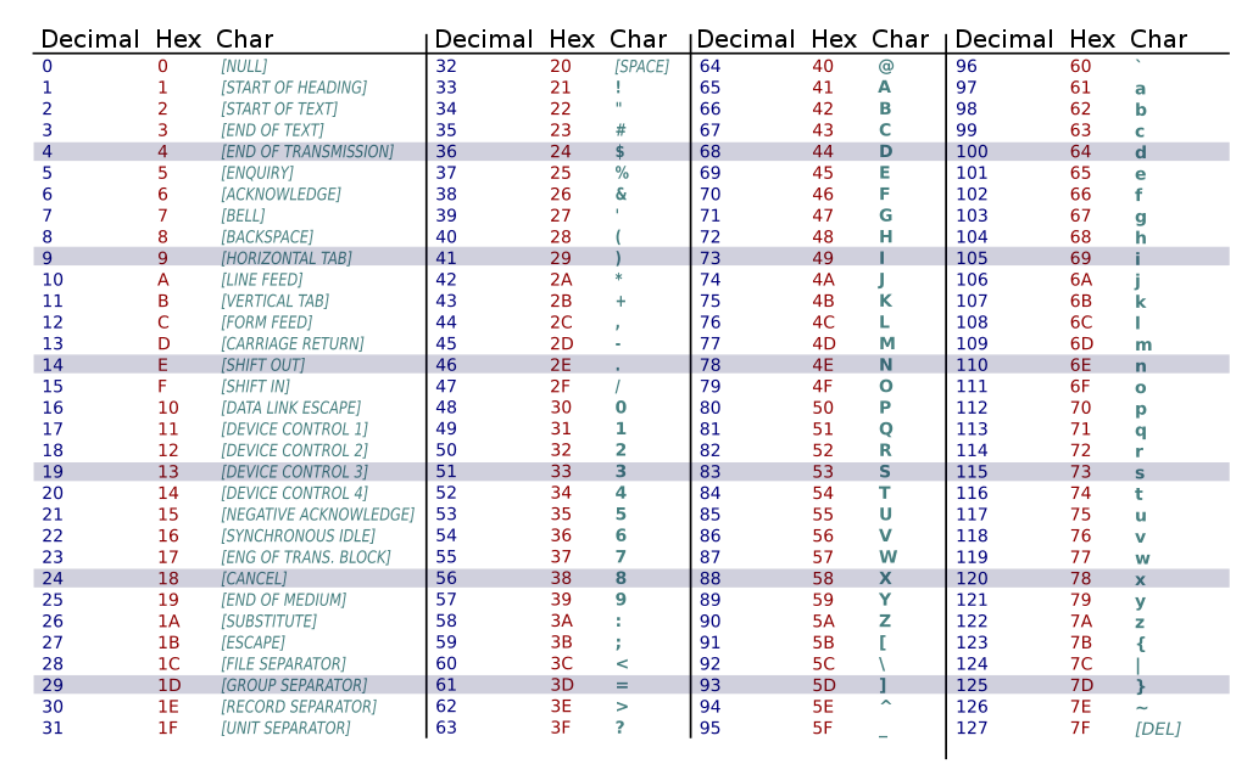 Decimal Hex Char Decimal Hex Char Decimal Hex Char Decimal Hex Char
0 0 [NULL] 32 20 [SPACE] 64 40 @ 96 60 `
1 1 [START OF HEADING] 33 21 ! 65 41 A 97 61 a
2 2 [START OF TEXT] 34 22 " 66 42 B 98 62 b
3 3 [END OF TEXT] 35 23 # 67 43 C 99 63 c
4 4 [END OF TRANSMISSION] 36 24 $ 68 44 D 100 64 d
5 5 [ENQUIRY] 37 25 % 69 45 E 101 65 e
6 6 [ACKNOWLEDGE] 38 26 & 70 46 F 102 66 f
7 7 [BELL] 39 27 ' 71 47 G 103 67 g
8 8 [BACKSPACE] 40 28 ( 72 48 H 104 68 h
9 9 [HORIZONTAL TAB] 41 29 ) 73 49 I 105 69 i
10 A [LINE FEED] 42 2A * 74 4A J 106 6A j
11 B [VERTICAL TAB] 43 2B + 75 4B K 107 6B k
12 C [FORM FEED] 44 2C , 76 4C L 108 6C l
13 D [CARRIAGE RETURN] 45 2D - 77 4D M 109 6D m
14 E [SHIFT OUT] 46 2E . 78 4E N 110 6E n
15 F [SHIFT IN] 47 2F / 79 4F O 111 6F o
16 10 [DATA LINK ESCAPE] 48 30 0 80 50 P 112 70 p
17 11 [DEVICE CONTROL 1] 49 31 1 81 51 Q 113 71 q
18 12 [DEVICE CONTROL 2] 50 32 2 82 52 R 114 72 r
19 13 [DEVICE CONTROL 3] 51 33 3 83 53 S 115 73 s
20 14 [DEVICE CONTROL 4] 52 34 4 84 54 T 116 74 t
21 15 [NEGATIVE ACKNOWLEDGE] 53 35 5 85 55 U 117 75 u
22 16 [SYNCHRONOUS IDLE] 54 36 6 86 56 V 118 76 v
23 17 [ENG OF TRANS. BLOCK] 55 37 7 87 57 W 119 77 w
24 18 [CANCEL] 56 38 8 88 58 X 120 78 x
25 19 [END OF MEDIUM] 57 39 9 89 59 Y 121 79 y
26 1A [SUBSTITUTE] 58 3A : 90 5A Z 122 7A z
27 1B [ESCAPE] 59 3B ; 91 5B [ 123 7B {
28 1C [FILE SEPARATOR] 60 3C < 92 5C \ 124 7C |
29 1D [GROUP SEPARATOR] 61 3D = 93 5D ] 125 7D }
30 1E [RECORD SEPARATOR] 62 3E > 94 5E ^ 126 7E ~
31 1F [UNIT SEPARATOR] 63 3F ? 95 5F _ 127 7F [DEL]